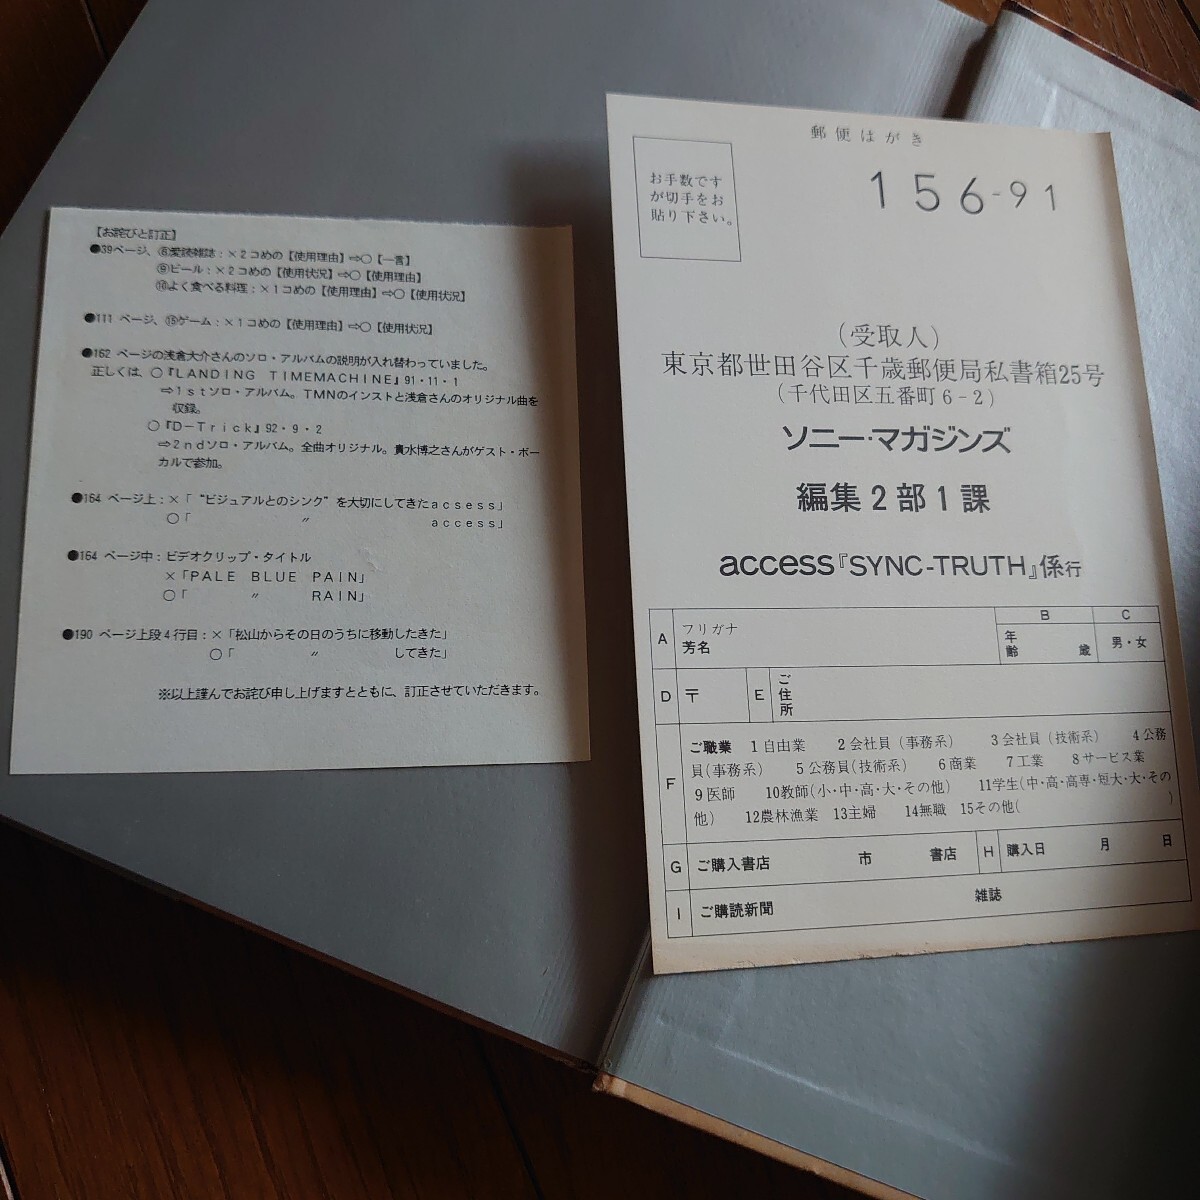 【お詫びと訂正】
●39ページ、⑥愛読雑誌：×２コめの【使用理由】⇨○【一言】
⑨ビール：×２コめの【使用状況】⇨○【使用理由】
⑩よく食べる料理：×１コめの【使用理由】⇨○【使用状況】
●111 ページ、⑮ゲーム：×１コめの【使用理由】⇨○【使用状況】
●162 ページの浅倉大介さんのソロ・アルバムの説明が入れ替わっていました。
正しくは、○『LANDING TIMEMACHINE』91・11・1
⇨1stソロ・アルバム。TMNのインストと浅倉さんのオリジナル曲を
収録。
○『D-Trick』92・9・2
⇨2ndソロ・アルバム。全曲オリジナル。貴水博之さんがゲスト・ボー
カルで参加。
●164 ページ上：×「“ビジュアルとのシンク”を大切にしてきたacsess」
○「 〃 access」
●164 ページ中：ビデオクリップ・タイトル
×「PALE BLUE PAIN」
○「 〃 RAIN」
●190 ページ上段４行目：×「松山からその日のうちに移動したきた」
○「 〃 してきた」
※以上謹んでお詫び申し上げますとともに、訂正させていただきます。
郵便はがき
お手数です
が切手をお
貼り下さい。
156-91
（受取人）
東京都世田谷区千歳郵便局私書箱25号
（千代田区五番町６-２）
ソニー・マガジンズ
編集２部１課
access『SYNC-TRUTH』係行
A フリガナ
芳名
B 年齢 歳
C 男・女
D 〒
E ご住所
F ご職業 1自由業 2会社員（事務系） 3会社員（技術系） 4公務
員（事務系） 5公務員（技術系） 6商業 7工業 8サービス業
9医師 10教師（小・中・高・大・その他） 11学生（中・高・高専・短大・大・その
他） 12農林漁業 13主婦 14無職 15その他（ ）
G ご購入書店 市 書店 H 購入日 月 日
I ご購読新聞 雑誌